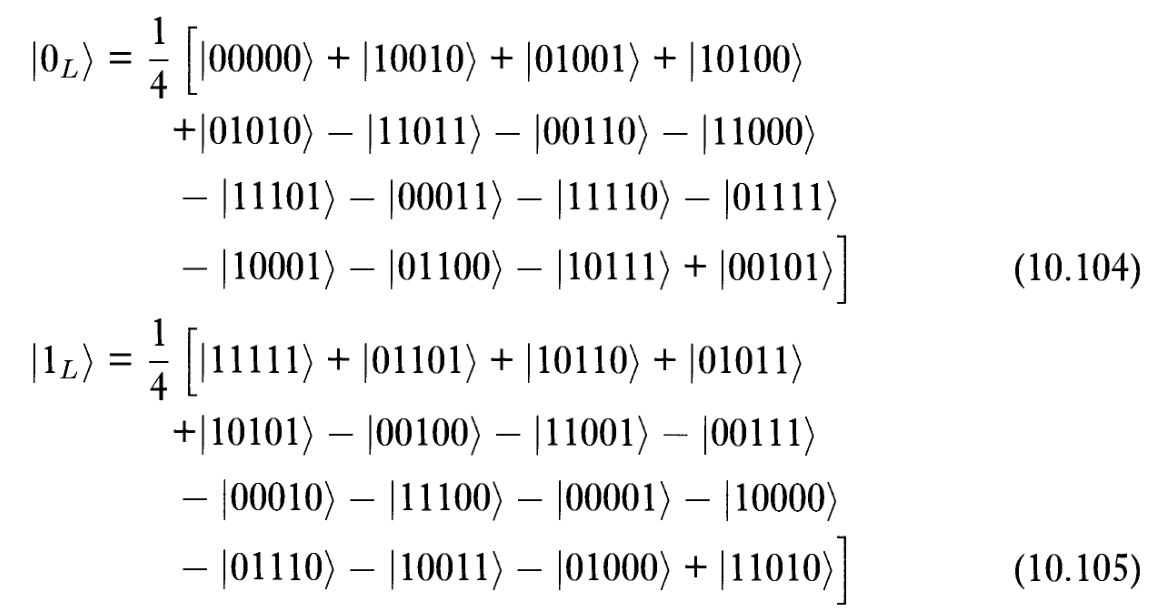 |0_L⟩ = 1/4 [|00000⟩ + |10010⟩ + |01001⟩ + |10100⟩
+|01010⟩ − |11011⟩ − |00110⟩ − |11000⟩
− |11101⟩ − |00011⟩ − |11110⟩ − |01111⟩
− |10001⟩ − |01100⟩ − |10111⟩ + |00101⟩] (10.104)
|1_L⟩ = 1/4 [|11111⟩ + |01101⟩ + |10110⟩ + |01011⟩
+|10101⟩ − |00100⟩ − |11001⟩ − |00111⟩
− |00010⟩ − |11100⟩ − |00001⟩ − |10000⟩
− |01110⟩ − |10011⟩ − |01000⟩ + |11010⟩] (10.105)